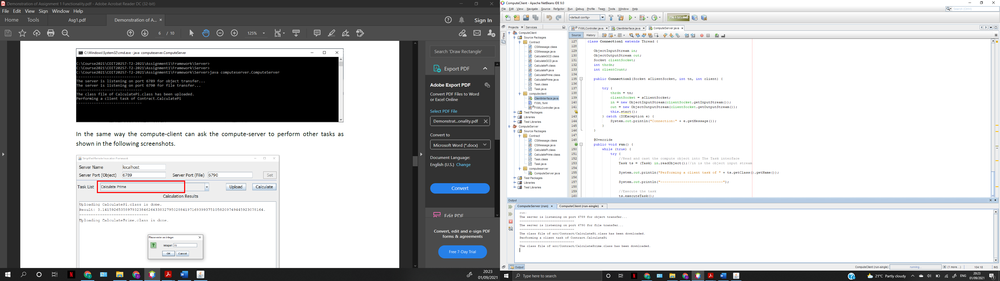 Demonstration of Assignment 1 Functionality.pdf - Adobe Acrobat Reader DC (32-bit)
File Edit View Sign Window Help
Home Tools Asg1.pdf Demonstration of A... × Sign In
6 / 10 125%
C:\Windows\System32\cmd.exe - java computeserver.ComputeServer
C:\Course2021\COIT20257-T2-2021\Assignment1\Framework\Server>
C:\Course2021\COIT20257-T2-2021\Assignment1\Framework\Server>
C:\Course2021\COIT20257-T2-2021\Assignment1\Framework\Server>java computeserver.ComputeServer
------------------------------
The server is listening on port 6789 for object transfer...
The server is listening on port 6790 for file transfer...
------------------------------
The class file of CalculatePi.class has been uploaded.
Performing a client task of Contract.CalculatePi
------------------------------
In the same way the compute-client can ask the compute-server to perform other tasks as
shown in the following screenshots.
Simplified Remote Invocation Framework
Server Name localhost
Server Port (Object) 6789 Server Port (File) 6790 Set
Task List Calculate Prime Upload Calculate
Calculation Results
Uploading CalculatePi.class is done.
Result: 3.1415926535897932384626433832795028841971693993751058209749445923078164.
------------------------------
Uploading CalculatePrime.class is done.
Please enter an integer
Integer: 70
OK Cancel
Search 'Draw Rectangle'
Export PDF
Adobe Export PDF
Convert PDF Files to Word
or Excel Online
Select PDF File
Demonstrat...onality.pdf
Convert to
Microsoft Word (*.docx)
Document Language:
English (U.S.) Change
Convert
Edit PDF
Convert, edit and e-sign PDF
forms & agreements
Free 7-Day Trial
20:23
01/09/2021
ComputeClient - Apache NetBeans IDE 9.0
File Edit View Navigate Source Refactor Run Debug Profile Team Tools Window Help
Search (Ctrl+I)
<default config> 238.1/323.0MB
Projects × Services
Files
ComputeClient
Source Packages
Contract
CSMessage.class
CSMessage.java
CalculateGCD.class
CalculateGCD.java
CalculatePi.class
CalculatePi.java
CalculatePrime.class
CalculatePrime.java
Task.class
Task.java
computeclient
ClientInterface.java
FXML.fxml
FXMLController.java
Test Packages
Libraries
Test Libraries
ComputeServer
Source Packages
Contract
CSMessage.class
CSMessage.java
CalculatePi.class
CalculatePrime.class
Task.class
Task.java
computeserver
ComputeServer.java
Test Packages
Libraries
Test Libraries
FXMLController.java × ClientInterface.java × ComputeServer.java ×
Source History
127 class Connection1 extends Thread {
128
129 ObjectInputStream in;
130 ObjectOutputStream out;
131 Socket clientSocket;
132 int thrdn;
133 int clientCount;
134
135 public Connection1(Socket aClientSocket, int tn, int client) {
136
137 try {
138 thrdn = tn;
139 clientSocket = aClientSocket;
140 in = new ObjectInputStream(clientSocket.getInputStream());
141 out = new ObjectOutputStream(clientSocket.getOutputStream());
this.start();
143 } catch (IOException e) {
144 System.out.println("Connection:" + e.getMessage());
145 }
146 }
147
148 @Override
public void run() {
150 while (true) {
151 try {
152 //Read and cast the compute object into The Task interface
153 Task ts = (Task) in.readObject();//in is the object input stream
154
155 System.out.println("Performing a client task of " + ts.getClass().getName());
156
157 System.out.println("------------------------------");
158
159 //Execute the task
160 ts.executeTask();
Output
ComputeServer (run) × ComputeClient (run-single) ×
run:
The server is listening on port 6789 for object transfer...
------------------------------
The server is listening on port 6790 for file transfer...
------------------------------
The class file of src/Contract/CalculatePi.class has been downloaded.
Performing a client task of Contract.CalculatePi
------------------------------
The class file of src/Contract/CalculatePrime.class has been downloaded.
Output
ComputeClient (run-single) running... (1 more...) 104:18 INS
Type here to search
21°C Partly cloudy ENG
20:23
01/09/2021